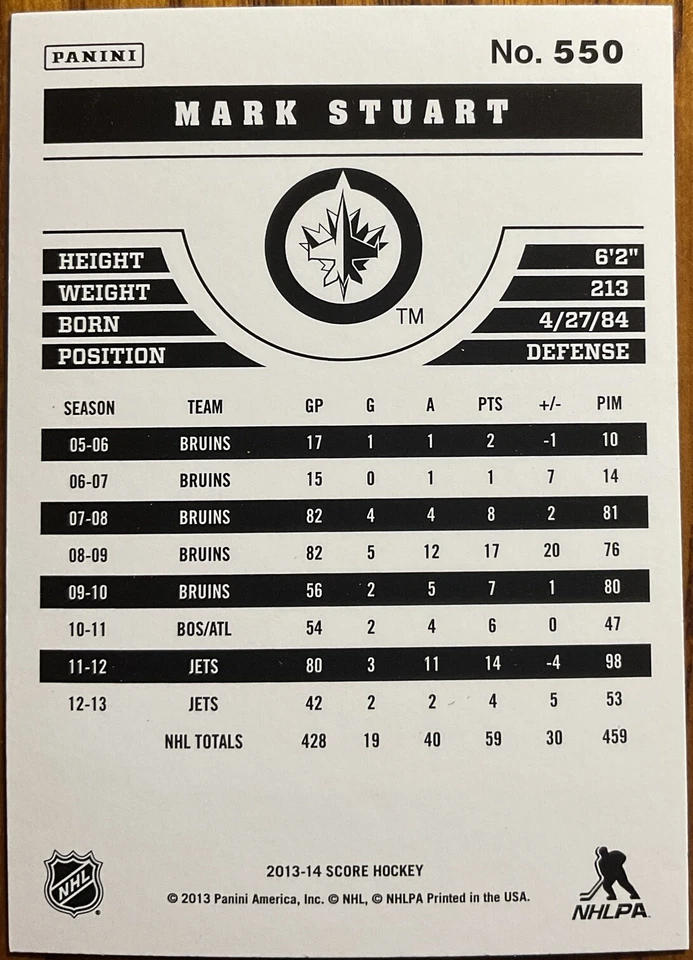 PANINI No. 550
MARK STUART
TM
HEIGHT 6'2"
WEIGHT 213
BORN 4/27/84
POSITION DEFENSE
SEASON TEAM GP G A PTS +/- PIM
05-06 BRUINS 17 1 1 2 -1 10
06-07 BRUINS 15 0 1 1 7 14
07-08 BRUINS 82 4 4 8 2 81
08-09 BRUINS 82 5 12 17 20 76
09-10 BRUINS 56 2 5 7 1 80
10-11 BOS/ATL 54 2 4 6 0 47
11-12 JETS 80 3 11 14 -4 98
12-13 JETS 42 2 2 4 5 53
NHL TOTALS 428 19 40 59 30 459
2013-14 SCORE HOCKEY
© 2013 Panini America, Inc. © NHL, © NHLPA Printed in the USA.
NHL
NHLPA